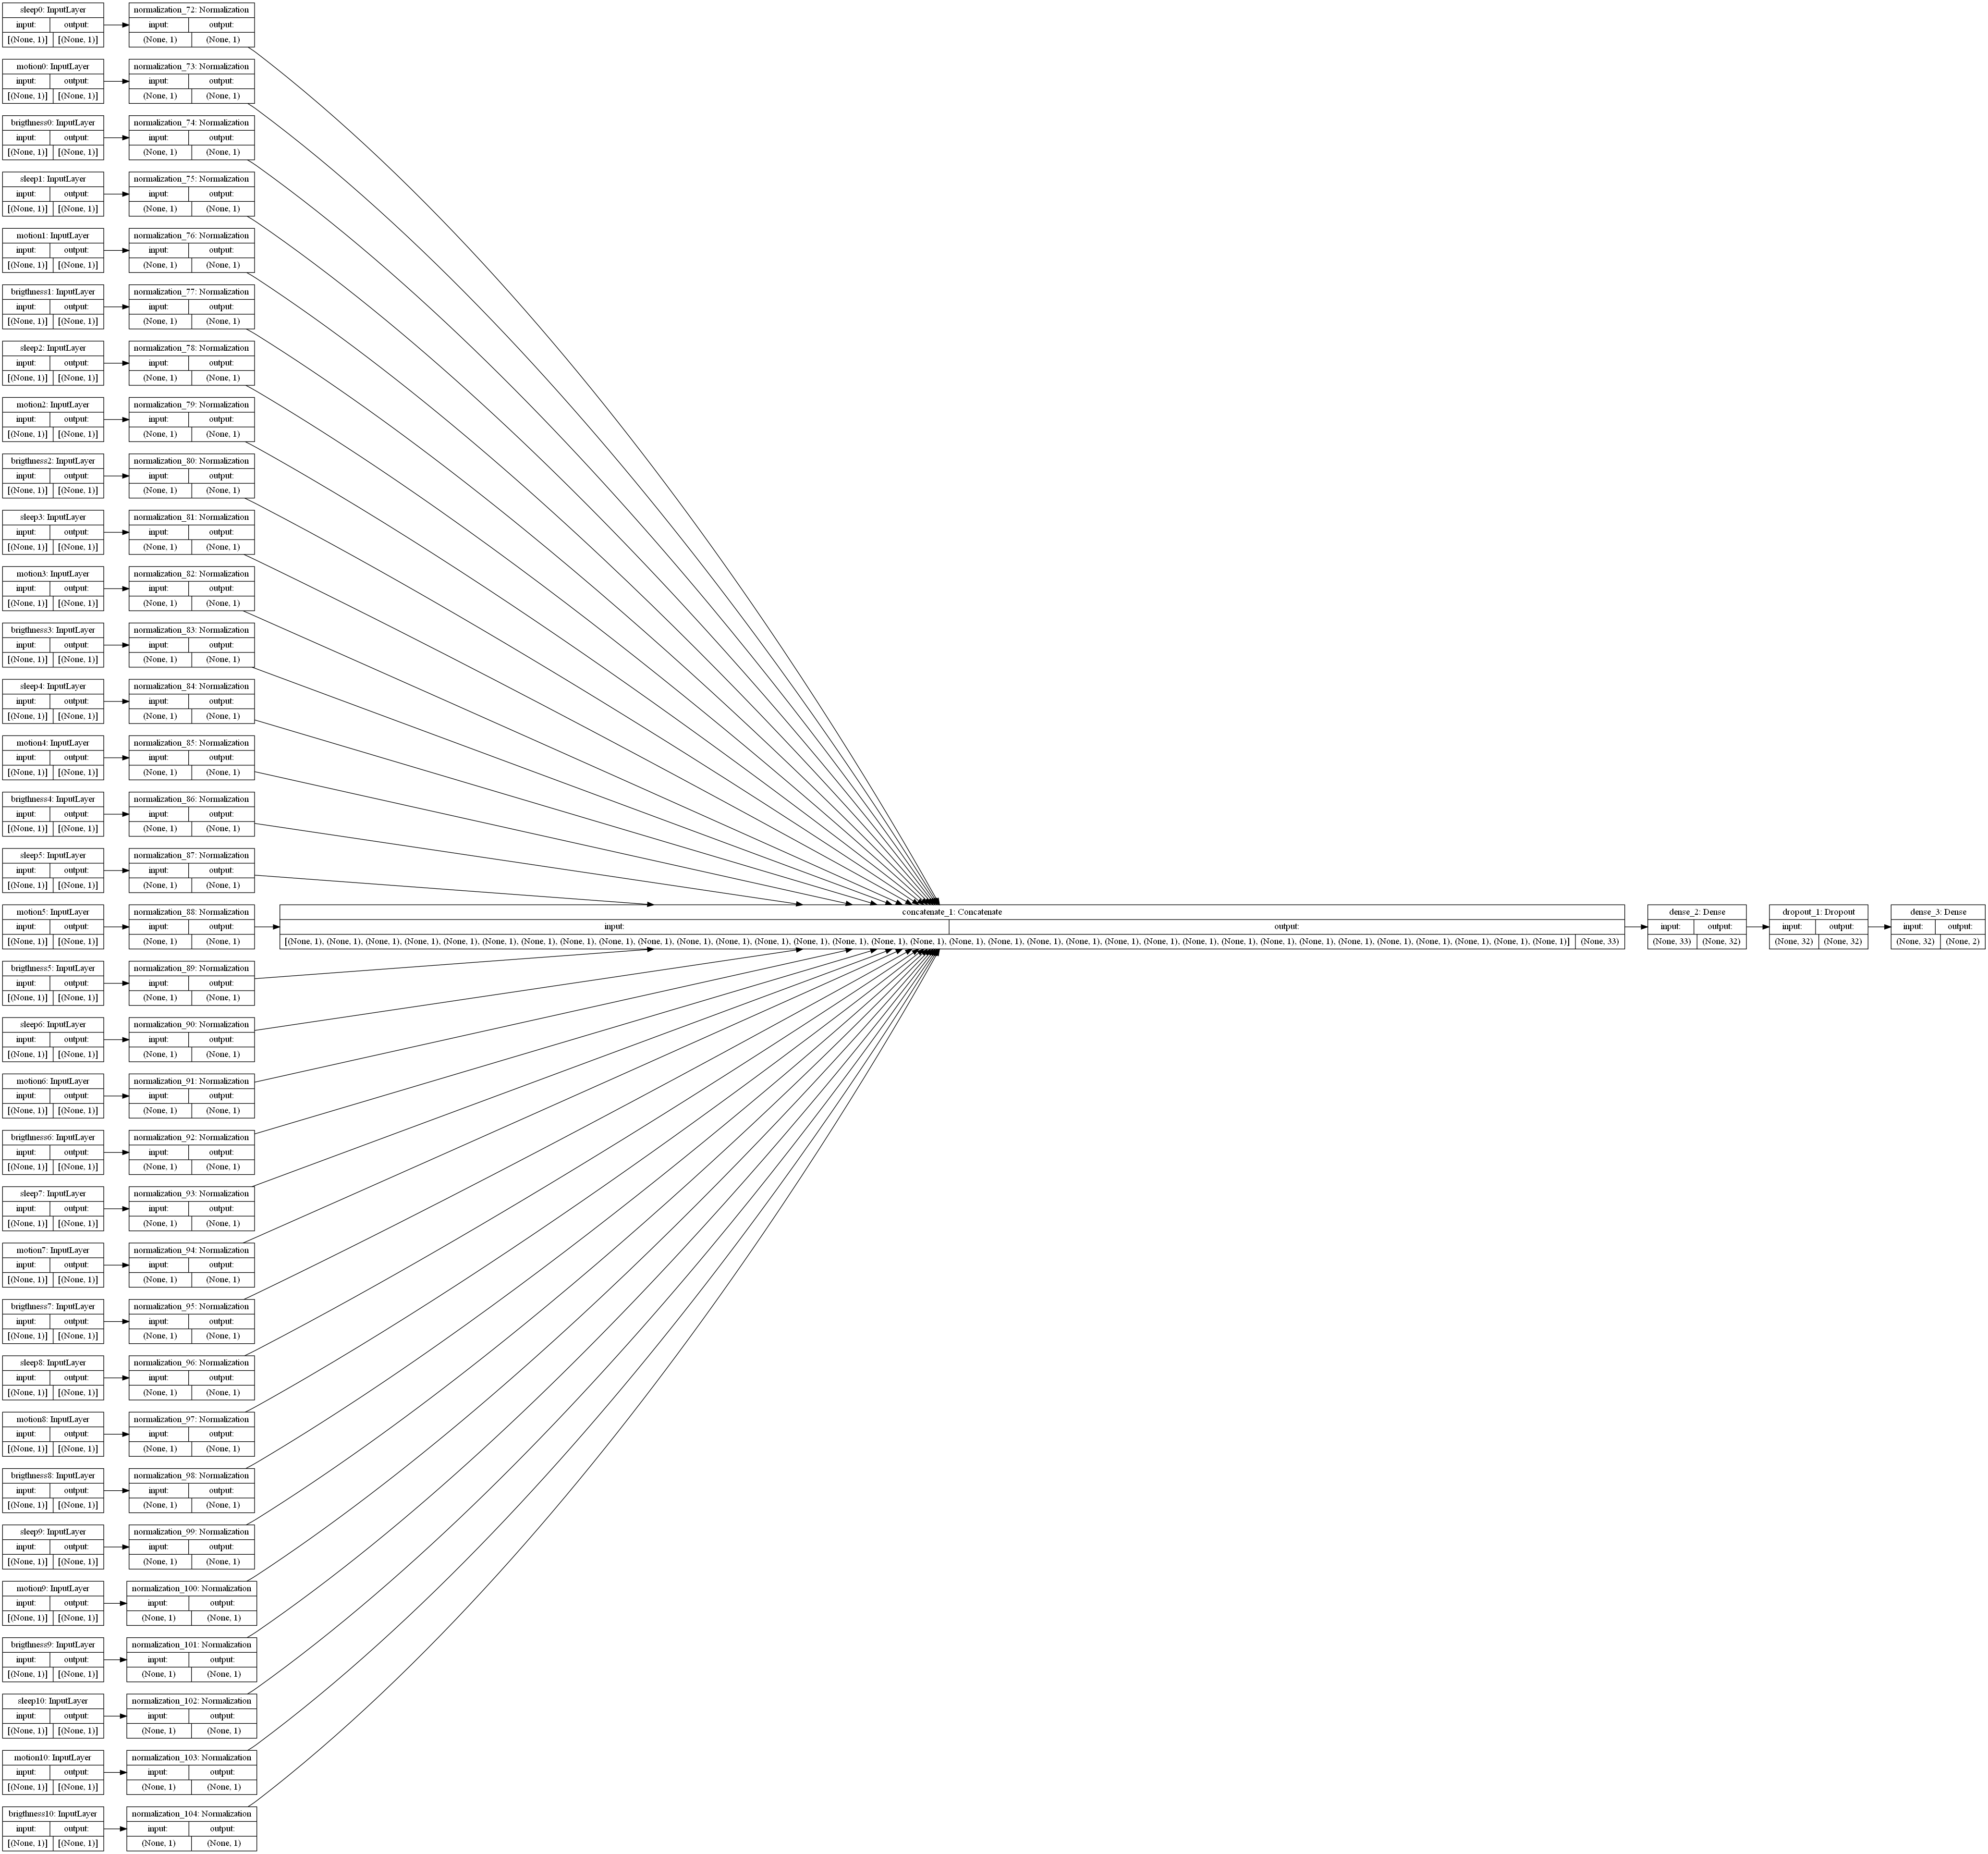 sleep0: InputLayer
input: output:
[(None, 1)] [(None, 1)]
normalization_72: Normalization
input: output:
(None, 1) (None, 1)
motion0: InputLayer
input: output:
[(None, 1)] [(None, 1)]
normalization_73: Normalization
input: output:
(None, 1) (None, 1)
brigthness0: InputLayer
input: output:
[(None, 1)] [(None, 1)]
normalization_74: Normalization
input: output:
(None, 1) (None, 1)
sleep1: InputLayer
input: output:
[(None, 1)] [(None, 1)]
normalization_75: Normalization
input: output:
(None, 1) (None, 1)
motion1: InputLayer
input: output:
[(None, 1)] [(None, 1)]
normalization_76: Normalization
input: output:
(None, 1) (None, 1)
brigthness1: InputLayer
input: output:
[(None, 1)] [(None, 1)]
normalization_77: Normalization
input: output:
(None, 1) (None, 1)
sleep2: InputLayer
input: output:
[(None, 1)] [(None, 1)]
normalization_78: Normalization
input: output:
(None, 1) (None, 1)
motion2: InputLayer
input: output:
[(None, 1)] [(None, 1)]
normalization_79: Normalization
input: output:
(None, 1) (None, 1)
brigthness2: InputLayer
input: output:
[(None, 1)] [(None, 1)]
normalization_80: Normalization
input: output:
(None, 1) (None, 1)
sleep3: InputLayer
input: output:
[(None, 1)] [(None, 1)]
normalization_81: Normalization
input: output:
(None, 1) (None, 1)
motion3: InputLayer
input: output:
[(None, 1)] [(None, 1)]
normalization_82: Normalization
input: output:
(None, 1) (None, 1)
brigthness3: InputLayer
input: output:
[(None, 1)] [(None, 1)]
normalization_83: Normalization
input: output:
(None, 1) (None, 1)
sleep4: InputLayer
input: output:
[(None, 1)] [(None, 1)]
normalization_84: Normalization
input: output:
(None, 1) (None, 1)
motion4: InputLayer
input: output:
[(None, 1)] [(None, 1)]
normalization_85: Normalization
input: output:
(None, 1) (None, 1)
brigthness4: InputLayer
input: output:
[(None, 1)] [(None, 1)]
normalization_86: Normalization
input: output:
(None, 1) (None, 1)
sleep5: InputLayer
input: output:
[(None, 1)] [(None, 1)]
normalization_87: Normalization
input: output:
(None, 1) (None, 1)
motion5: InputLayer
input: output:
[(None, 1)] [(None, 1)]
normalization_88: Normalization
input: output:
(None, 1) (None, 1)
concatenate_1: Concatenate
input: output:
[(None, 1), (None, 1), (None, 1), (None, 1), (None, 1), (None, 1), (None, 1), (None, 1), (None, 1), (None, 1), (None, 1), (None, 1), (None, 1), (None, 1), (None, 1), (None, 1), (None, 1), (None, 1), (None, 1), (None, 1), (None, 1), (None, 1), (None, 1), (None, 1), (None, 1), (None, 1), (None, 1), (None, 1), (None, 1), (None, 1), (None, 1), (None, 1), (None, 1)] (None, 33)
dense_2: Dense
input: output:
(None, 33) (None, 32)
dropout_1: Dropout
input: output:
(None, 32) (None, 32)
dense_3: Dense
input: output:
(None, 32) (None, 2)
brigthness5: InputLayer
input: output:
[(None, 1)] [(None, 1)]
normalization_89: Normalization
input: output:
(None, 1) (None, 1)
sleep6: InputLayer
input: output:
[(None, 1)] [(None, 1)]
normalization_90: Normalization
input: output:
(None, 1) (None, 1)
motion6: InputLayer
input: output:
[(None, 1)] [(None, 1)]
normalization_91: Normalization
input: output:
(None, 1) (None, 1)
brigthness6: InputLayer
input: output:
[(None, 1)] [(None, 1)]
normalization_92: Normalization
input: output:
(None, 1) (None, 1)
sleep7: InputLayer
input: output:
[(None, 1)] [(None, 1)]
normalization_93: Normalization
input: output:
(None, 1) (None, 1)
motion7: InputLayer
input: output:
[(None, 1)] [(None, 1)]
normalization_94: Normalization
input: output:
(None, 1) (None, 1)
brigthness7: InputLayer
input: output:
[(None, 1)] [(None, 1)]
normalization_95: Normalization
input: output:
(None, 1) (None, 1)
sleep8: InputLayer
input: output:
[(None, 1)] [(None, 1)]
normalization_96: Normalization
input: output:
(None, 1) (None, 1)
motion8: InputLayer
input: output:
[(None, 1)] [(None, 1)]
normalization_97: Normalization
input: output:
(None, 1) (None, 1)
brigthness8: InputLayer
input: output:
[(None, 1)] [(None, 1)]
normalization_98: Normalization
input: output:
(None, 1) (None, 1)
sleep9: InputLayer
input: output:
[(None, 1)] [(None, 1)]
normalization_99: Normalization
input: output:
(None, 1) (None, 1)
motion9: InputLayer
input: output:
[(None, 1)] [(None, 1)]
normalization_100: Normalization
input: output:
(None, 1) (None, 1)
brigthness9: InputLayer
input: output:
[(None, 1)] [(None, 1)]
normalization_101: Normalization
input: output:
(None, 1) (None, 1)
sleep10: InputLayer
input: output:
[(None, 1)] [(None, 1)]
normalization_102: Normalization
input: output:
(None, 1) (None, 1)
motion10: InputLayer
input: output:
[(None, 1)] [(None, 1)]
normalization_103: Normalization
input: output:
(None, 1) (None, 1)
brigthness10: InputLayer
input: output:
[(None, 1)] [(None, 1)]
normalization_104: Normalization
input: output:
(None, 1) (None, 1)